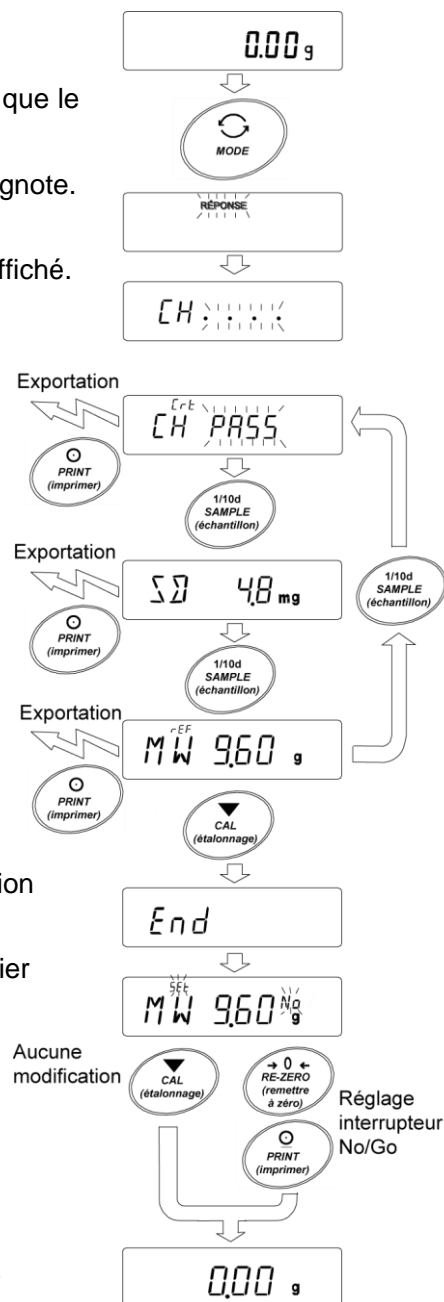 0.00 g
que le
MODE
gnote.
RÉPONSE
ffiché.
CH : . . .
Exportation
Crt
CH PASS
PRINT
(imprimer)
1/10d
SAMPLE
(échantillon)
Exportation
SD 4.8 mg
1/10d
SAMPLE
(échantillon)
PRINT
(imprimer)
1/10d
SAMPLE
(échantillon)
Exportation
rEF
MW 9.60 g
PRINT
(imprimer)
CAL
(étalonnage)
ion
End
ier
SEt
MW 9.60 No g
Aucune
modification
CAL
(étalonnage)
→ 0 ←
RE-ZERO
(remettre
à zéro)
Réglage
interrupteur
No/Go
PRINT
(imprimer)
0.00 g